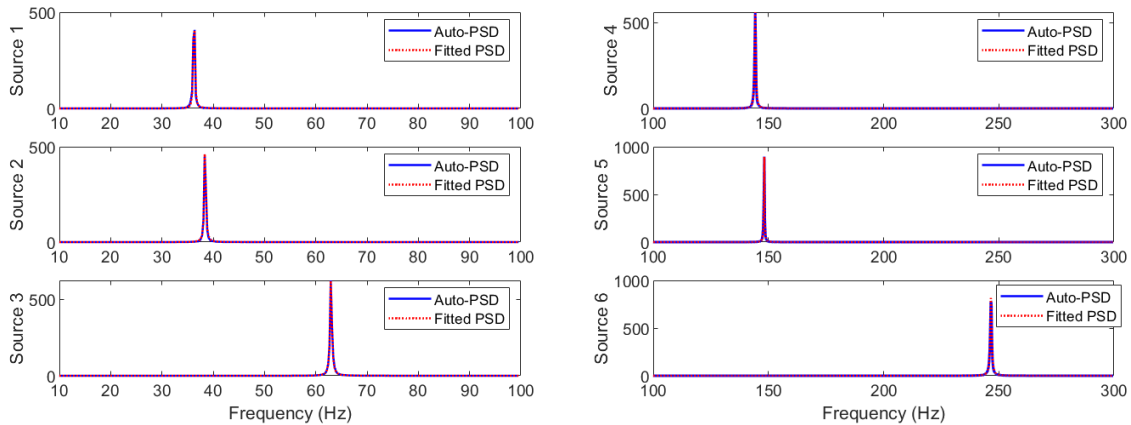 Source 1
500
0
10 20 30 40 50 60 70 80 90 100
Auto-PSD
Fitted PSD
Source 2
500
0
10 20 30 40 50 60 70 80 90 100
Auto-PSD
Fitted PSD
Source 3
500
0
10 20 30 40 50 60 70 80 90 100
Frequency (Hz)
Auto-PSD
Fitted PSD
Source 4
500
0
100 150 200 250 300
Auto-PSD
Fitted PSD
Source 5
1000
500
0
100 150 200 250 300
Auto-PSD
Fitted PSD
Source 6
1000
500
0
100 150 200 250 300
Frequency (Hz)
Auto-PSD
Fitted PSD